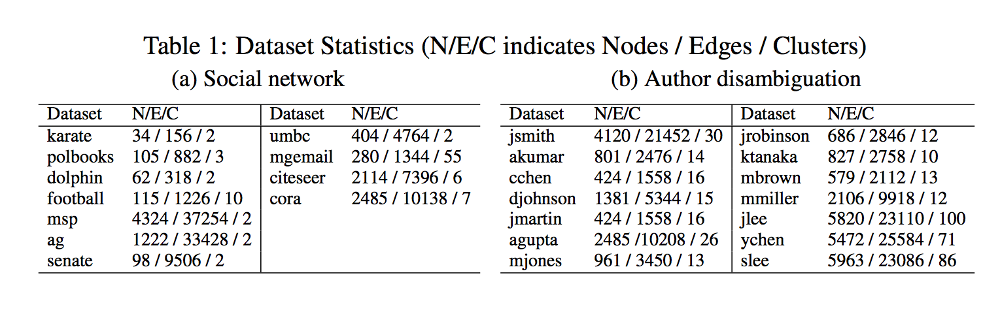 Table 1: Dataset Statistics (N/E/C indicates Nodes / Edges / Clusters)
(a) Social network
Dataset N/E/C Dataset N/E/C
karate 34 / 156 / 2 umbc 404 / 4764 / 2
polbooks 105 / 882 / 3 mgemail 280 / 1344 / 55
dolphin 62 / 318 / 2 citeseer 2114 / 7396 / 6
football 115 / 1226 / 10 cora 2485 / 10138 / 7
msp 4324 / 37254 / 2
ag 1222 / 33428 / 2
senate 98 / 9506 / 2
(b) Author disambiguation
Dataset N/E/C Dataset N/E/C
jsmith 4120 / 21452 / 30 jrobinson 686 / 2846 / 12
akumar 801 / 2476 / 14 ktanaka 827 / 2758 / 10
cchen 424 / 1558 / 16 mbrown 579 / 2112 / 13
djohnson 1381 / 5344 / 15 mmiller 2106 / 9918 / 12
jmartin 424 / 1558 / 16 jlee 5820 / 23110 / 100
agupta 2485 /10208 / 26 ychen 5472 / 25584 / 71
mjones 961 / 3450 / 13 slee 5963 / 23086 / 86